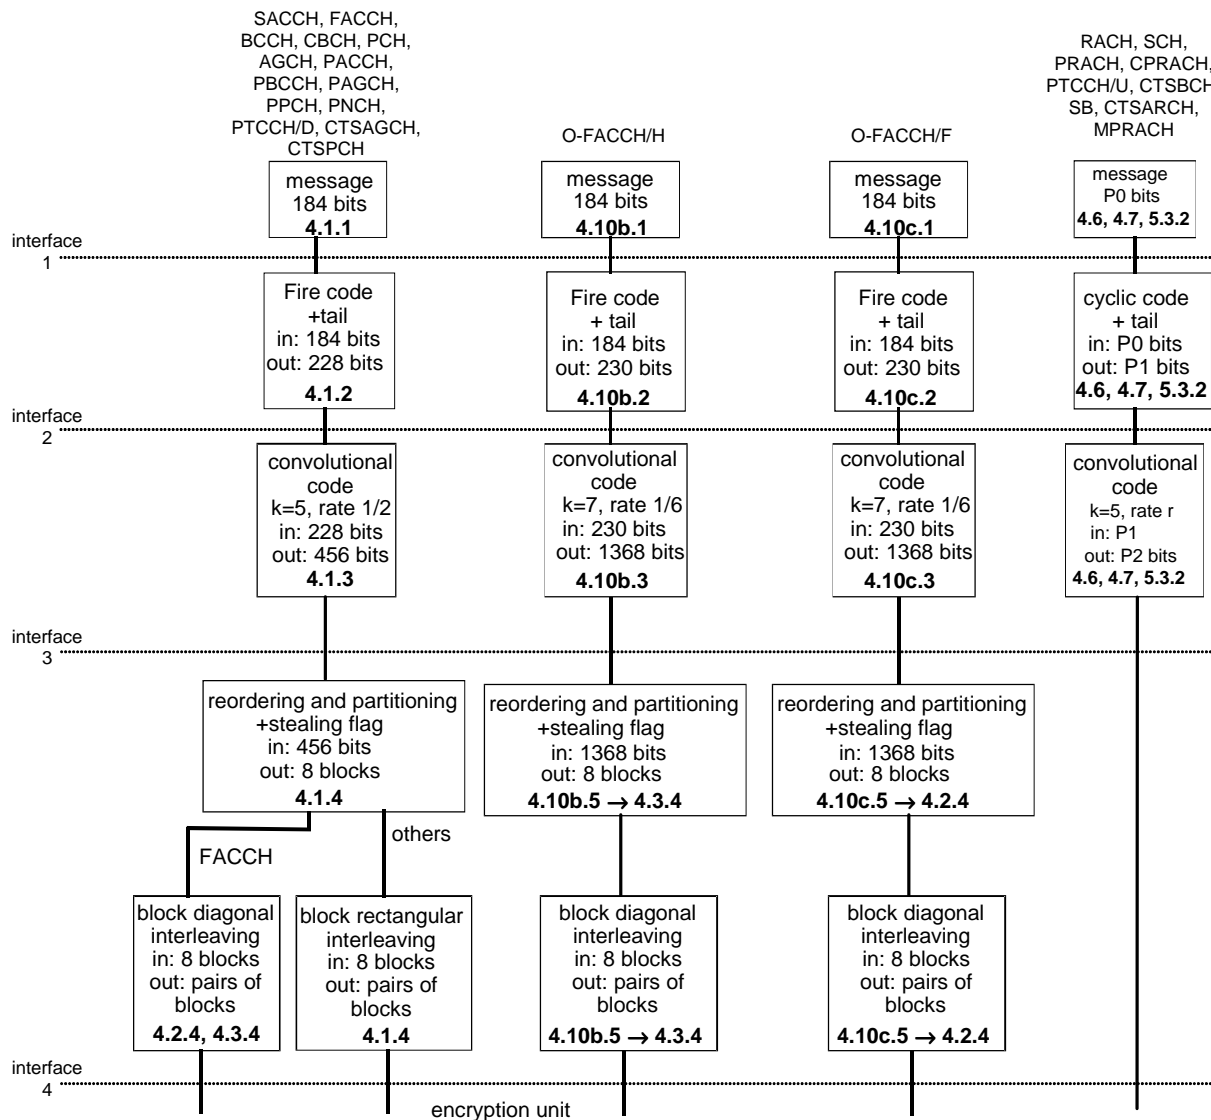 SACCH, FACCH,
BCCH, CBCH, PCH,
AGCH, PACCH,
PBCCH, PAGCH,
PPCH, PNCH,
PTCCH/D, CTSAGCH,
CTSPCH
O-FACCH/H
O-FACCH/F
RACH, SCH,
PRACH, CPRACH,
PTCCH/U, CTSBCH
SB, CTSARCH,
MPRACH
message
184 bits
4.1.1
message
184 bits
4.10b.1
message
184 bits
4.10c.1
message
P0 bits
4.6, 4.7, 5.3.2
interface
1
Fire code
+tail
in: 184 bits
out: 228 bits
4.1.2
Fire code
+ tail
in: 184 bits
out: 230 bits
4.10b.2
Fire code
+ tail
in: 184 bits
out: 230 bits
4.10c.2
cyclic code
+ tail
in: P0 bits
out: P1 bits
4.6, 4.7, 5.3.2
interface
2
convolutional
code
k=5, rate 1/2
in: 228 bits
out: 456 bits
4.1.3
convolutional
code
k=7, rate 1/6
in: 230 bits
out: 1368 bits
4.10b.3
convolutional
code
k=7, rate 1/6
in: 230 bits
out: 1368 bits
4.10c.3
convolutional
code
k=5, rate r
in: P1
out: P2 bits
4.6, 4.7, 5.3.2
interface
3
reordering and partitioning
+stealing flag
in: 456 bits
out: 8 blocks
4.1.4
reordering and partitioning
+stealing flag
in: 1368 bits
out: 8 blocks
4.10b.5 → 4.3.4
reordering and partitioning
+stealing flag
in: 1368 bits
out: 8 blocks
4.10c.5 → 4.2.4
FACCH
others
block diagonal
interleaving
in: 8 blocks
out: pairs of
blocks
4.2.4, 4.3.4
block rectangular
interleaving
in: 8 blocks
out: pairs of
blocks
4.1.4
block diagonal
interleaving
in: 8 blocks
out: pairs of
blocks
4.10b.5 → 4.3.4
block diagonal
interleaving
in: 8 blocks
out: pairs of
blocks
4.10c.5 → 4.2.4
interface
4
encryption unit